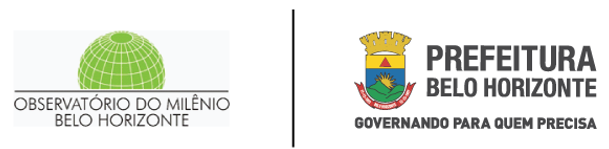 OBSERVATÓRIO DO MILÊNIO
BELO HORIZONTE
PREFEITURA
BELO HORIZONTE
GOVERNANDO PARA QUEM PRECISA